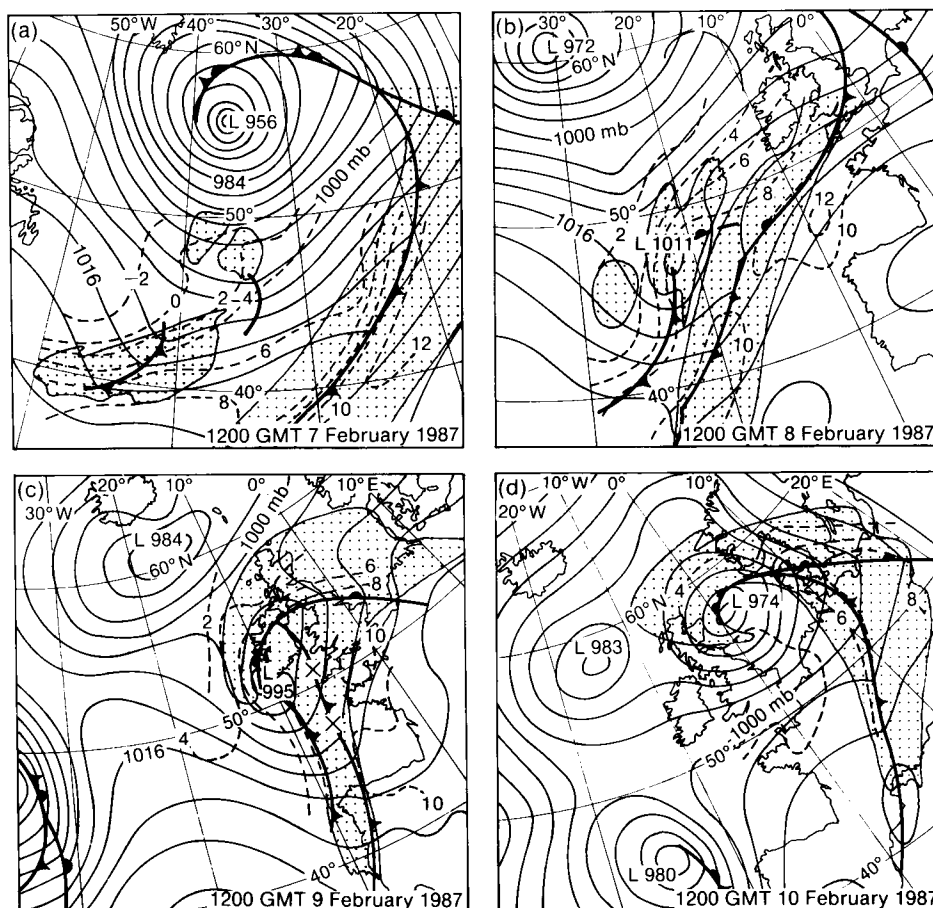 (a)
50°W
40°
30°
20°
60°N
L 956
984
1000 mb
50°
1016
-2
0
2
-4
6
12
40°
8
10
1200 GMT 7 February 1987
(b)
30°
20°
10°
0°
L 972
60°N
1000 mb
4
6
8
50°
12
1016
2
L 1011
10
10
40°
1200 GMT 8 February 1987
(c)
20°
10°
0°
10°E
30°W
L 984
60°N
1000 mb
6
8
2
10
L
995
50°
1016
4
10
40°
1200 GMT 9 February 1987
(d)
10°W
0°
20°E
20°W
4
60°N
L 974
8
6
L 983
50°
1000 mb
L 980
40°
1200 GMT 10 February 1987